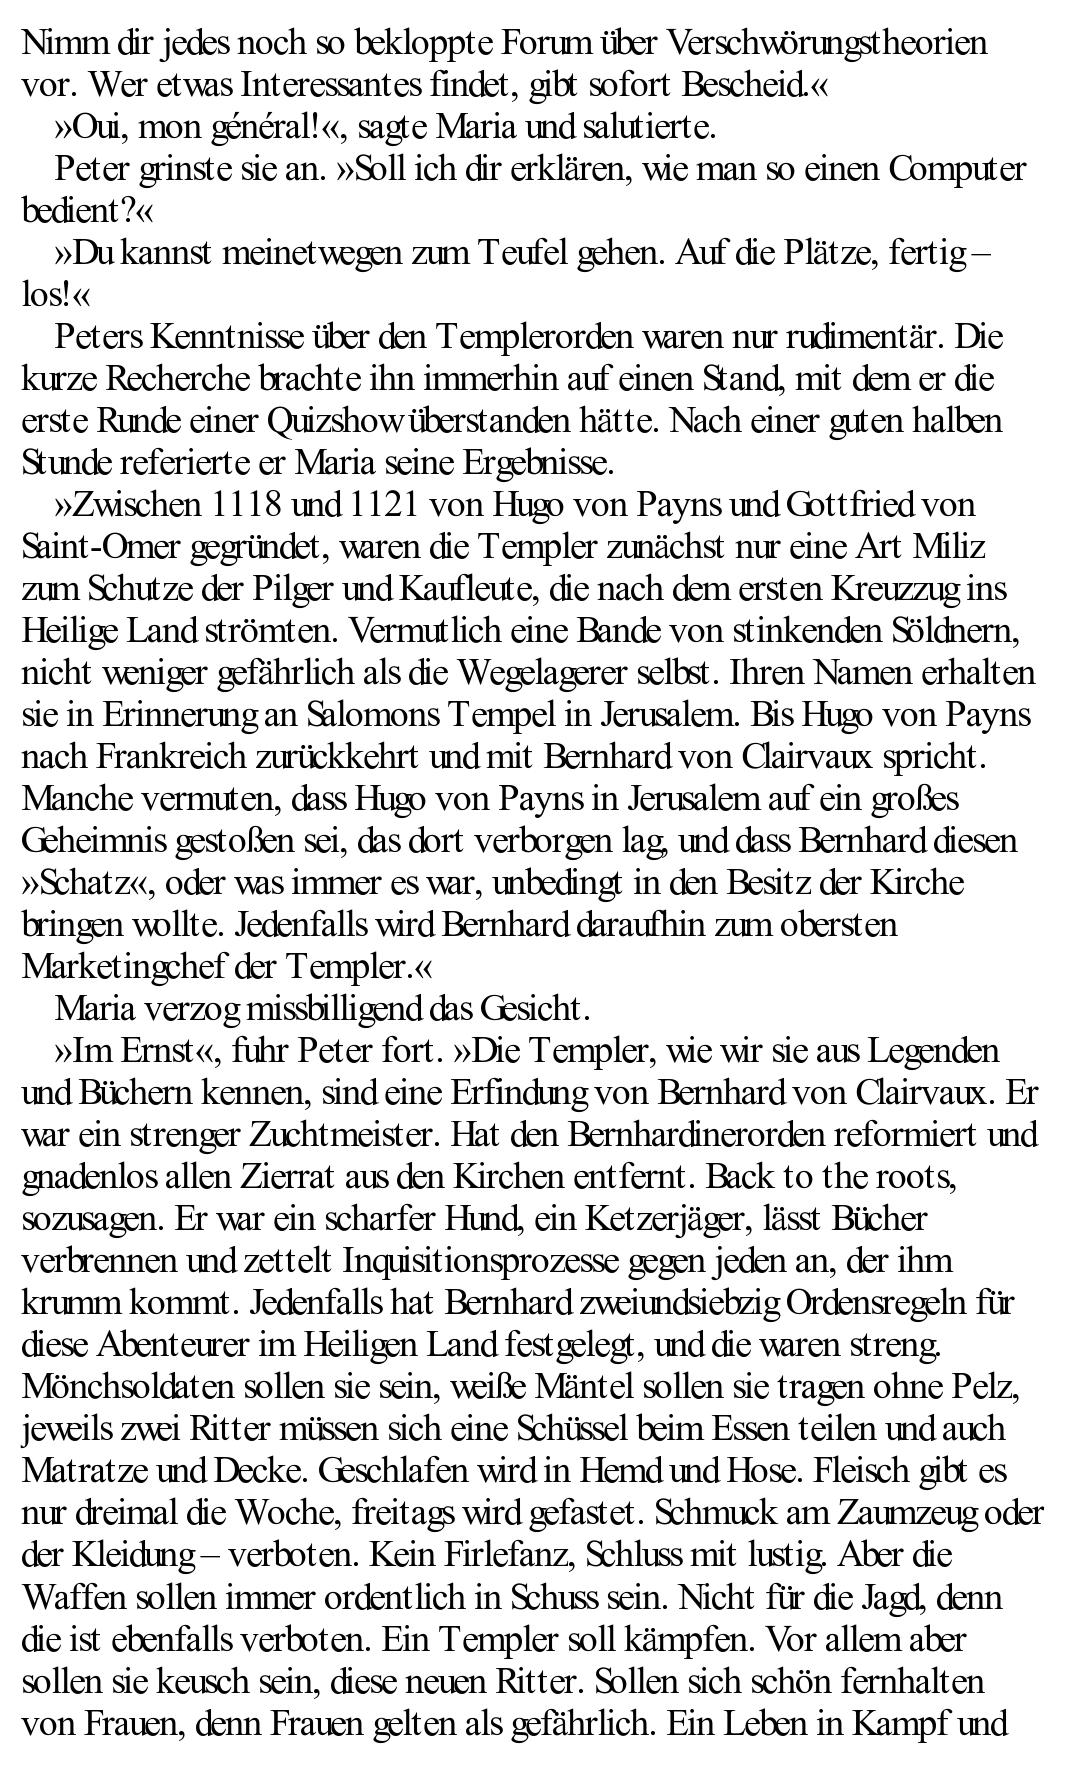 Nimm dir jedes noch so bekloppte Forum über Verschwörungstheorien
vor. Wer etwas Interessantes findet, gibt sofort Bescheid.«
»Oui, mon général!«, sagte Maria und salutierte.
Peter grinste sie an. »Soll ich dir erklären, wie man so einen Computer
bedient?«
»Du kannst meinetwegen zum Teufel gehen. Auf die Plätze, fertig –
los!«
Peters Kenntnisse über den Templerorden waren nur rudimentär. Die
kurze Recherche brachte ihn immerhin auf einen Stand, mit dem er die
erste Runde einer Quizshow überstanden hätte. Nach einer guten halben
Stunde referierte er Maria seine Ergebnisse.
»Zwischen 1118 und 1121 von Hugo von Payns und Gottfried von
Saint-Omer gegründet, waren die Templer zunächst nur eine Art Miliz
zum Schutze der Pilger und Kaufleute, die nach dem ersten Kreuzzug ins
Heilige Land strömten. Vermutlich eine Bande von stinkenden Söldnern,
nicht weniger gefährlich als die Wegelagerer selbst. Ihren Namen erhalten
sie in Erinnerung an Salomons Tempel in Jerusalem. Bis Hugo von Payns
nach Frankreich zurückkehrt und mit Bernhard von Clairvaux spricht.
Manche vermuten, dass Hugo von Payns in Jerusalem auf ein großes
Geheimnis gestoßen sei, das dort verborgen lag, und dass Bernhard diesen
»Schatz«, oder was immer es war, unbedingt in den Besitz der Kirche
bringen wollte. Jedenfalls wird Bernhard daraufhin zum obersten
Marketingchef der Templer.«
Maria verzog missbilligend das Gesicht.
»Im Ernst«, fuhr Peter fort. »Die Templer, wie wir sie aus Legenden
und Büchern kennen, sind eine Erfindung von Bernhard von Clairvaux. Er
war ein strenger Zuchtmeister. Hat den Bernhardinerorden reformiert und
gnadenlos allen Zierrat aus den Kirchen entfernt. Back to the roots,
sozusagen. Er war ein scharfer Hund, ein Ketzerjäger, lässt Bücher
verbrennen und zettelt Inquisitionsprozesse gegen jeden an, der ihm
krumm kommt. Jedenfalls hat Bernhard zweiundsiebzig Ordensregeln für
diese Abenteurer im Heiligen Land festgelegt, und die waren streng.
Mönchsoldaten sollen sie sein, weiße Mäntel sollen sie tragen ohne Pelz,
jeweils zwei Ritter müssen sich eine Schüssel beim Essen teilen und auch
Matratze und Decke. Geschlafen wird in Hemd und Hose. Fleisch gibt es
nur dreimal die Woche, freitags wird gefastet. Schmuck am Zaumzeug oder
der Kleidung – verboten. Kein Firlefanz, Schluss mit lustig. Aber die
Waffen sollen immer ordentlich in Schuss sein. Nicht für die Jagd, denn
die ist ebenfalls verboten. Ein Templer soll kämpfen. Vor allem aber
sollen sie keusch sein, diese neuen Ritter. Sollen sich schön fernhalten
von Frauen, denn Frauen gelten als gefährlich. Ein Leben in Kampf und